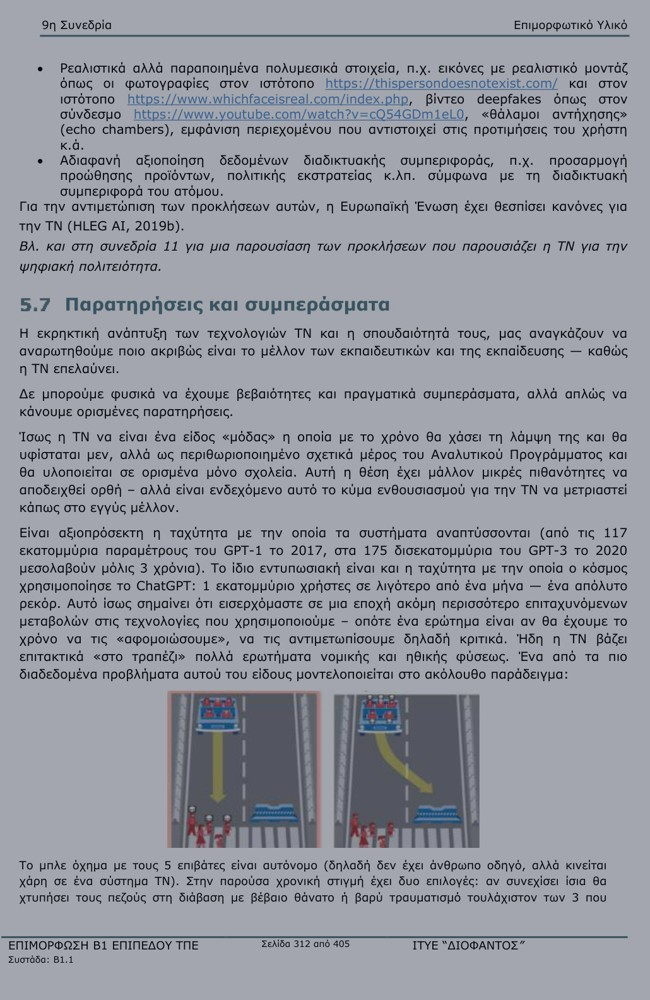 9η Συνεδρία
Επιμορφωτικό Υλικό
• Ρεαλιστικά αλλά παραποιημένα πολυμεσικά στοιχεία, π.χ. εικόνες με ρεαλιστικό μοντάζ
όπως οι φωτογραφίες στον ιστότοπο https://thispersondoesnotexist.com/ και στον
ιστότοπο https://www.whichfaceisreal.com/index.php, βίντεο deepfakes όπως στον
σύνδεσμο https://www.youtube.com/watch?v=cQ54GDm1eL0, «θάλαμοι αντήχησης»
(echo chambers), εμφάνιση περιεχομένου που αντιστοιχεί στις προτιμήσεις του χρήστη
κ.ά.
• Αδιαφανή αξιοποίηση δεδομένων διαδικτυακής συμπεριφοράς, π.χ. προσαρμογή
προώθησης προϊόντων, πολιτικής εκστρατείας κ.λπ. σύμφωνα με τη διαδικτυακή
συμπεριφορά του ατόμου.
Για την αντιμετώπιση των προκλήσεων αυτών, η Ευρωπαϊκή Ένωση έχει θεσπίσει κανόνες για
την ΤΝ (HLEG AI, 2019b).
Βλ. και στη συνεδρία 11 για μια παρουσίαση των προκλήσεων που παρουσιάζει η ΤΝ για την
ψηφιακή πολιτειότητα.
5.7 Παρατηρήσεις και συμπεράσματα
Η εκρηκτική ανάπτυξη των τεχνολογιών ΤΝ και η σπουδαιότητά τους, μας αναγκάζουν να
αναρωτηθούμε ποιο ακριβώς είναι το μέλλον των εκπαιδευτικών και της εκπαίδευσης — καθώς
η ΤΝ επελαύνει.
Δε μπορούμε φυσικά να έχουμε βεβαιότητες και πραγματικά συμπεράσματα, αλλά απλώς να
κάνουμε ορισμένες παρατηρήσεις.
Ίσως η ΤΝ να είναι ένα είδος «μόδας» η οποία με το χρόνο θα χάσει τη λάμψη της και θα
υφίσταται μεν, αλλά ως περιθωριοποιημένο σχετικά μέρος του Αναλυτικού Προγράμματος και
θα υλοποιείται σε ορισμένα μόνο σχολεία. Αυτή η θέση έχει μάλλον μικρές πιθανότητες να
αποδειχθεί ορθή – αλλά είναι ενδεχόμενο αυτό το κύμα ενθουσιασμού για την ΤΝ να μετριαστεί
κάπως στο εγγύς μέλλον.
Είναι αξιοπρόσεκτη η ταχύτητα με την οποία τα συστήματα αναπτύσσονται (από τις 117
εκατομμύρια παραμέτρους του GPT-1 το 2017, στα 175 δισεκατομμύρια του GPT-3 το 2020
μεσολαβούν μόλις 3 χρόνια). Το ίδιο εντυπωσιακή είναι και η ταχύτητα με την οποία ο κόσμος
χρησιμοποίησε το ChatGPT: 1 εκατομμύριο χρήστες σε λιγότερο από ένα μήνα — ένα απόλυτο
ρεκόρ. Αυτό ίσως σημαίνει ότι εισερχόμαστε σε μια εποχή ακόμη περισσότερο επιταχυνόμενων
μεταβολών στις τεχνολογίες που χρησιμοποιούμε – οπότε ένα ερώτημα είναι αν θα έχουμε το
χρόνο να τις «αφομοιώσουμε», να τις αντιμετωπίσουμε δηλαδή κριτικά. Ήδη η ΤΝ βάζει
επιτακτικά «στο τραπέζι» πολλά ερωτήματα νομικής και ηθικής φύσεως. Ένα από τα πιο
διαδεδομένα προβλήματα αυτού του είδους μοντελοποιείται στο ακόλουθο παράδειγμα:
Το μπλε όχημα με τους 5 επιβάτες είναι αυτόνομο (δηλαδή δεν έχει άνθρωπο οδηγό, αλλά κινείται
χάρη σε ένα σύστημα ΤΝ). Στην παρούσα χρονική στιγμή έχει δυο επιλογές: αν συνεχίσει ίσια θα
χτυπήσει τους πεζούς στη διάβαση με βέβαιο θάνατο ή βαρύ τραυματισμό τουλάχιστον των 3 που
ΕΠΙΜΟΡΦΩΣΗ Β1 ΕΠΙΠΕΔΟΥ ΤΠΕ
Σελίδα 312 από 405
ΙΤΥΕ “ΔΙΟΦΑΝΤΟΣ”
Συστάδα: Β1.1